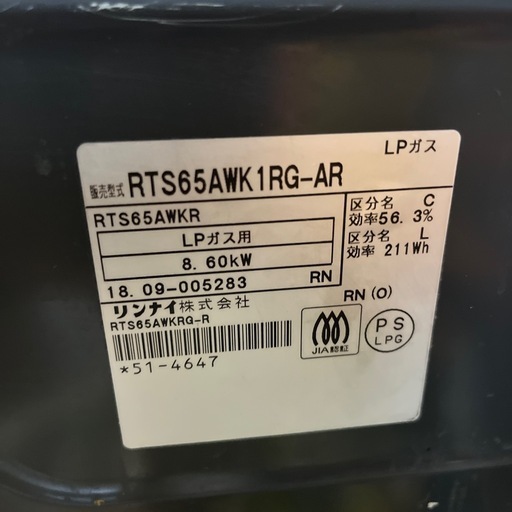 LPガス
販売型式 RTS65AWK1RG-AR
RTS65AWKR
LPガス用
8.60kW
18.09-005283 RN
区分名 C
効率56.3%
区分名 L
効率 211Wh
リンナイ株式会社
RN (O)
RTS65AWKRG-R
*51-4647
JIA認証
PS
LPG